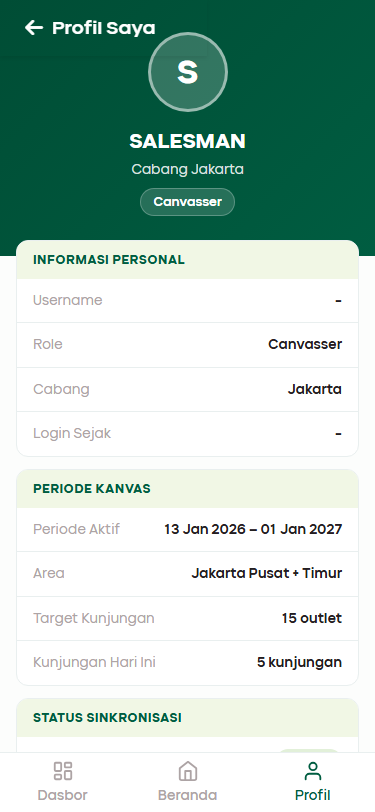 Profil Saya
S
SALESMAN
Cabang Jakarta
Canvasser
INFORMASI PERSONAL
Username -
Role Canvasser
Cabang Jakarta
Login Sejak -
PERIODE KANVAS
Periode Aktif 13 Jan 2026 – 01 Jan 2027
Area Jakarta Pusat + Timur
Target Kunjungan 15 outlet
Kunjungan Hari Ini 5 kunjungan
STATUS SINKRONISASI
Dasbor Beranda Profil